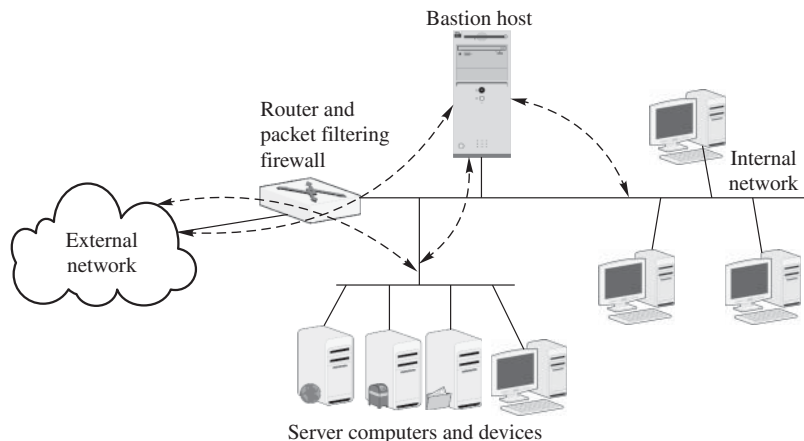 Bastion host
Router and
packet filtering
firewall
Internal
network
External
network
Server computers and devices